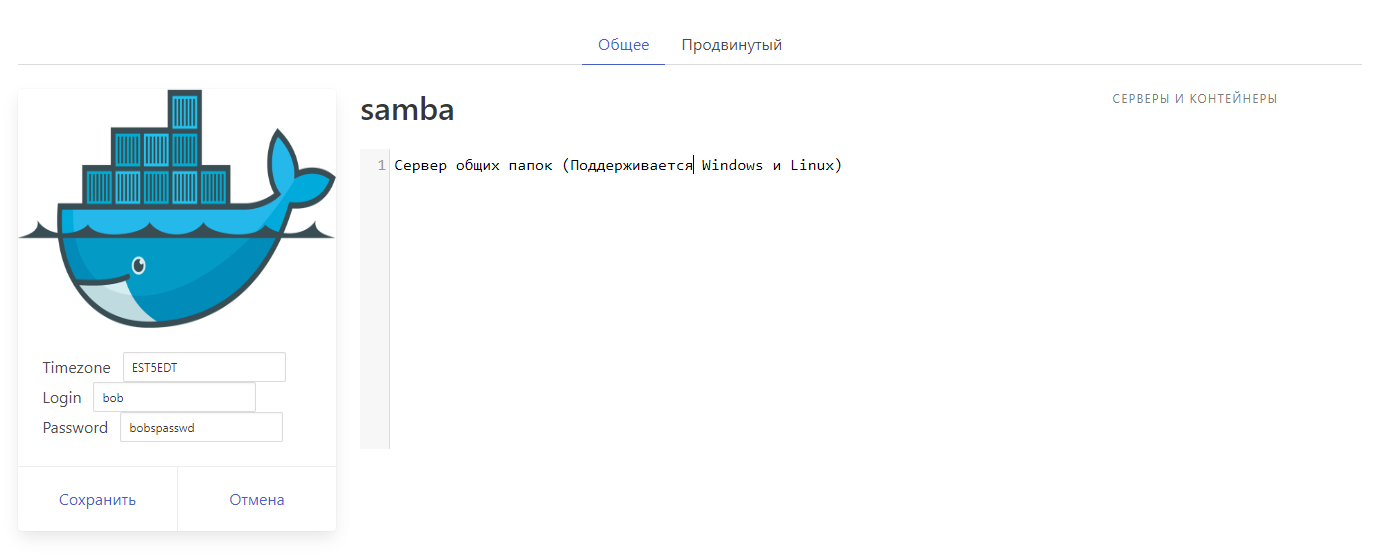 Общее Продвинутый
samba
СЕРВЕРЫ И КОНТЕЙНЕРЫ
1 Сервер общих папок (Поддерживается Windows и Linux)
Timezone EST5EDT
Login bob
Password bobspasswd
Сохранить Отмена